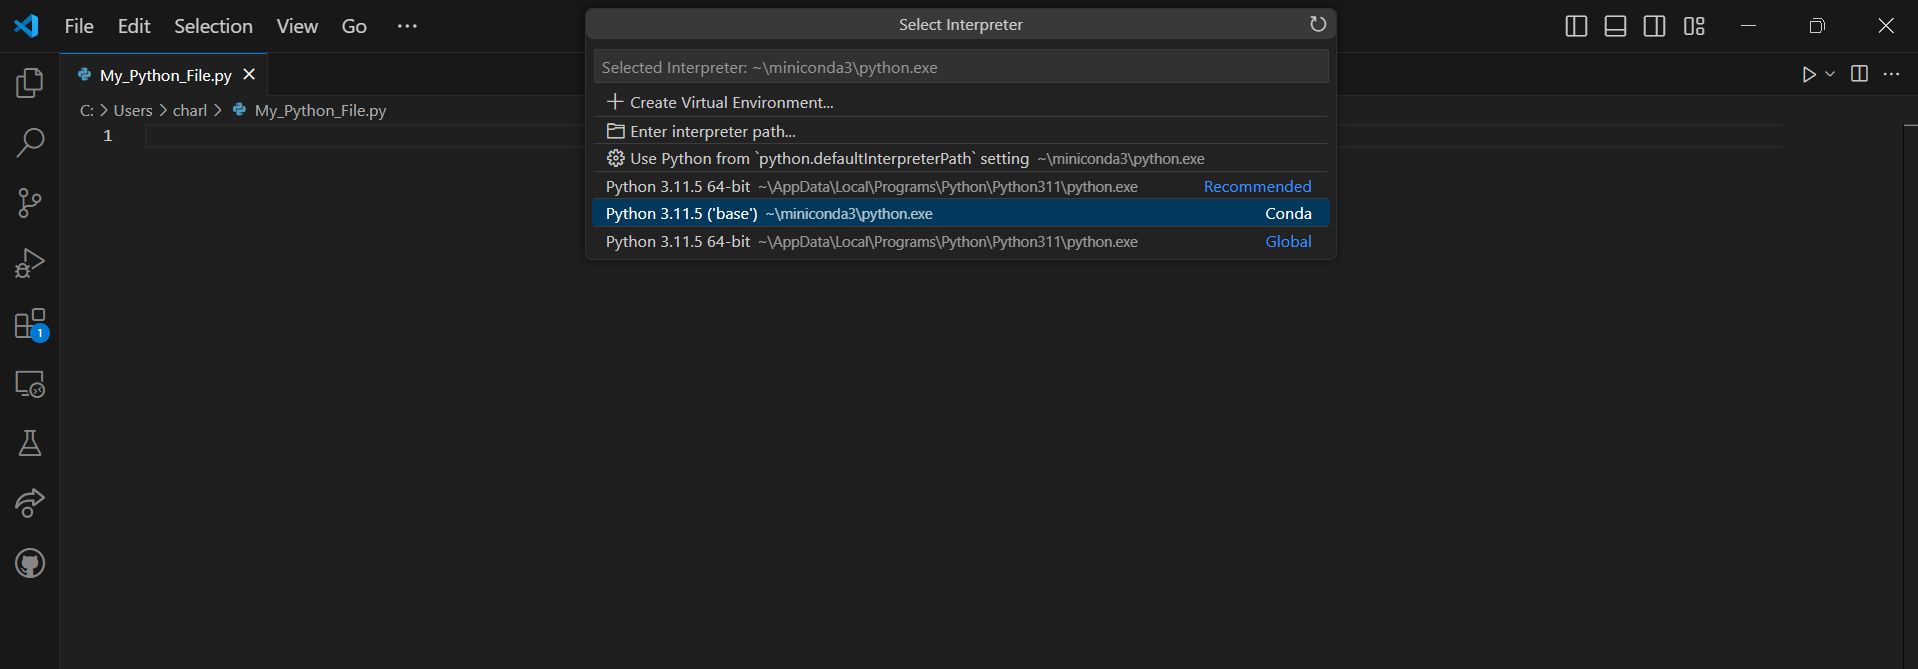 File Edit Selection View Go ···
Select Interpreter
My_Python_File.py
Selected Interpreter: ~\miniconda3\python.exe
C: > Users > charl > My_Python_File.py
1
Create Virtual Environment...
Enter interpreter path...
Use Python from `python.defaultInterpreterPath` setting ~\miniconda3\python.exe
Python 3.11.5 64-bit ~\AppData\Local\Programs\Python\Python311\python.exe Recommended
Python 3.11.5 ('base') ~\miniconda3\python.exe Conda
Python 3.11.5 64-bit ~\AppData\Local\Programs\Python\Python311\python.exe Global
1